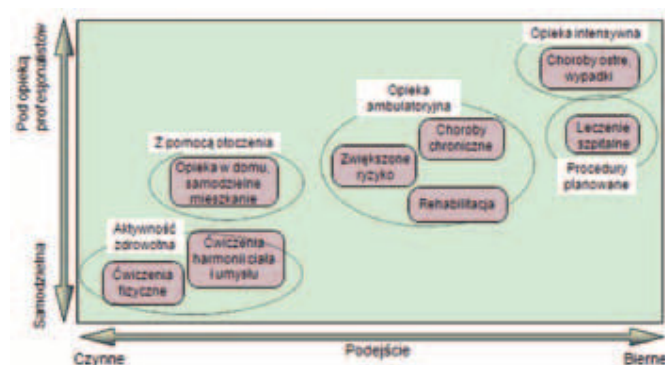 Pod opieką
profesjonalistów
Samodzielna
Opieka intensywna
Choroby ostre,
wypadki
Opieka
ambulatoryjna
Choroby
chroniczne
Leczenie
szpitalne
Z pomocą otoczenia
Zwiększone
ryzyko
Procedury
planowane
Opieka w domu,
samodzielne
mieszkanie
Rehabilitacja
Aktywność
zdrowotna
Ćwiczenia
harmonii ciała
i umysłu
Ćwiczenia
fizyczne
Czynne
Podejście
Bierne